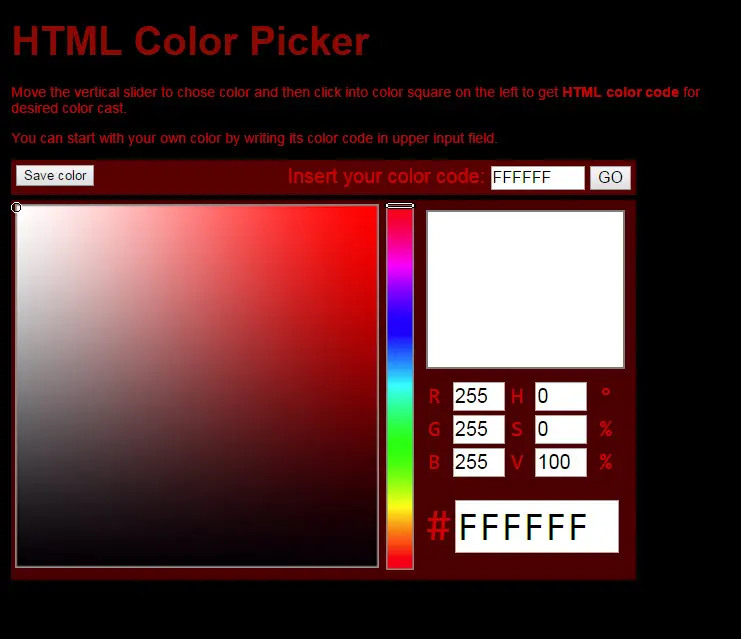 HTML Color Picker
Move the vertical slider to chose color and then click into color square on the left to get HTML color code for
desired color cast.
You can start with your own color by writing its color code in upper input field.
Save color Insert your color code: FFFFFF GO
R 255 H 0 °
G 255 S 0 %
B 255 V 100 %
# FFFFFF